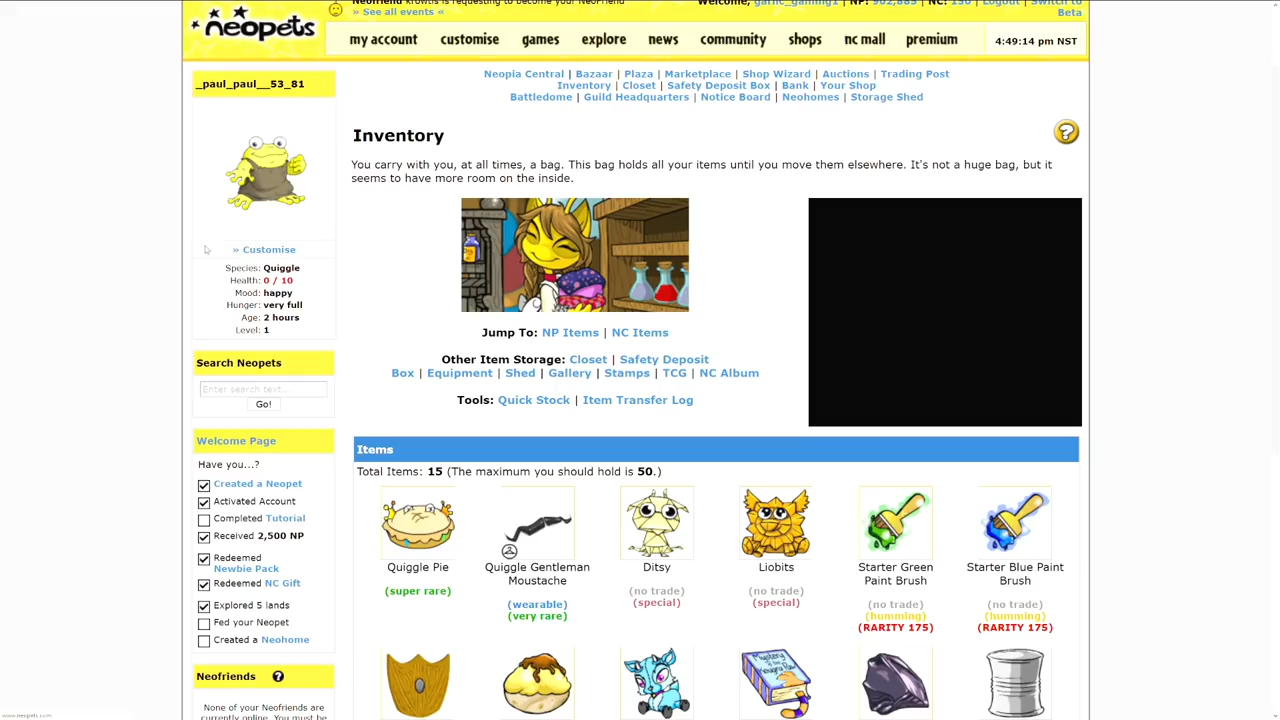 Neofriend krowtis is requesting to become your NeoFriend
» See all events «
Welcome, garlic_gaming1 | NP: 902,885 | NC: 150 | Logout | Switch to
Beta
neopets
my account customise games explore news community shops nc mall premium
4:49:14 pm NST
_paul_paul__53_81
Neopia Central | Bazaar | Plaza | Marketplace | Shop Wizard | Auctions | Trading Post
Inventory | Closet | Safety Deposit Box | Bank | Your Shop
Battledome | Guild Headquarters | Notice Board | Neohomes | Storage Shed
» Customise
Species: Quiggle
Health: 0 / 10
Mood: happy
Hunger: very full
Age: 2 hours
Level: 1
Search Neopets
Enter search text...
Go!
Welcome Page
Have you...?
Created a Neopet
Activated Account
Completed Tutorial
Received 2,500 NP
Redeemed
Newbie Pack
Redeemed NC Gift
Explored 5 lands
Fed your Neopet
Created a Neohome
Neofriends ?
None of your Neofriends
are currently online. You must be
Inventory
?
You carry with you, at all times, a bag. This bag holds all your items until you move them elsewhere. It's not a huge bag, but it
seems to have more room on the inside.
Jump To: NP Items | NC Items
Other Item Storage: Closet | Safety Deposit
Box | Equipment | Shed | Gallery | Stamps | TCG | NC Album
Tools: Quick Stock | Item Transfer Log
Items
Total Items: 15 (The maximum you should hold is 50.)
Quiggle Pie
(super rare)
Quiggle Gentleman
Moustache
(wearable)
(very rare)
Ditsy
(no trade)
(special)
Liobits
(no trade)
(special)
Starter Green
Paint Brush
(no trade)
(humming)
(RARITY 175)
Starter Blue Paint
Brush
(no trade)
(humming)
(RARITY 175)
www.neopets.com